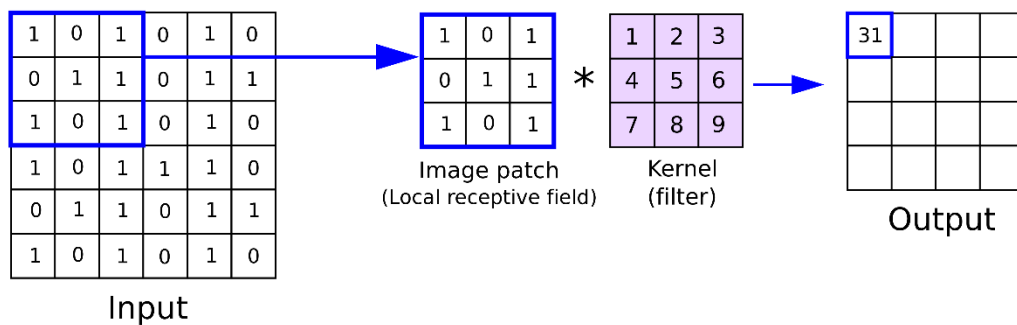 1 0 1 0 1 0
0 1 1 0 1 1
1 0 1 0 1 0
1 0 1 1 1 0
0 1 1 0 1 1
1 0 1 0 1 0
Input
1 0 1
0 1 1
1 0 1
Image patch
(Local receptive field)
*
1 2 3
4 5 6
7 8 9
Kernel
(filter)
31
Output